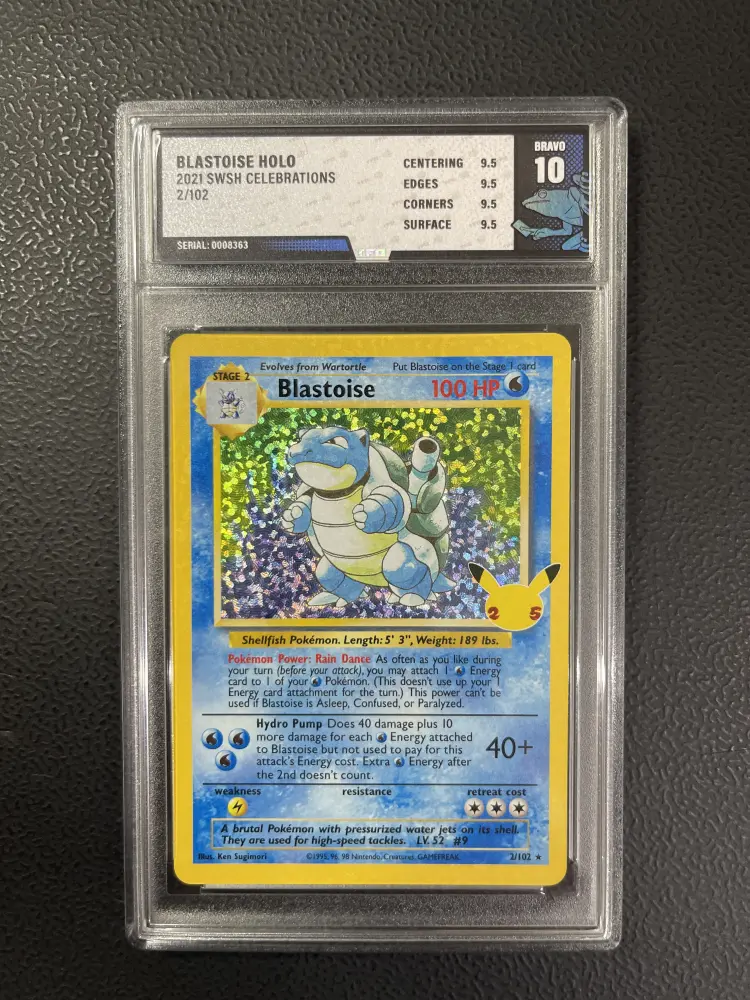 BLASTOISE HOLO
2021 SWSH CELEBRATIONS
2/102
SERIAL: 0008363
CENTERING 9.5
EDGES 9.5
CORNERS 9.5
SURFACE 9.5
BRAVO
10
Evolves from Wartortle Put Blastoise on the Stage 1 card
STAGE 2
Blastoise 100 HP
2 5
Shellfish Pokémon. Length: 5' 3", Weight: 189 lbs.
Pokémon Power: Rain Dance As often as you like during
your turn (before your attack), you may attach 1 Energy
card to 1 of your Pokémon. (This doesn't use up your 1
Energy card attachment for the turn.) This power can't be
used if Blastoise is Asleep, Confused, or Paralyzed.
Hydro Pump Does 40 damage plus 10
more damage for each Energy attached
to Blastoise but not used to pay for this
attack's Energy cost. Extra Energy after
the 2nd doesn't count.
40+
weakness resistance retreat cost
A brutal Pokémon with pressurized water jets on its shell.
They are used for high-speed tackles. LV. 52 #9
Illus. Ken Sugimori ©1995, 96, 98 Nintendo, Creatures, GAMEFREAK. 2/102 ★